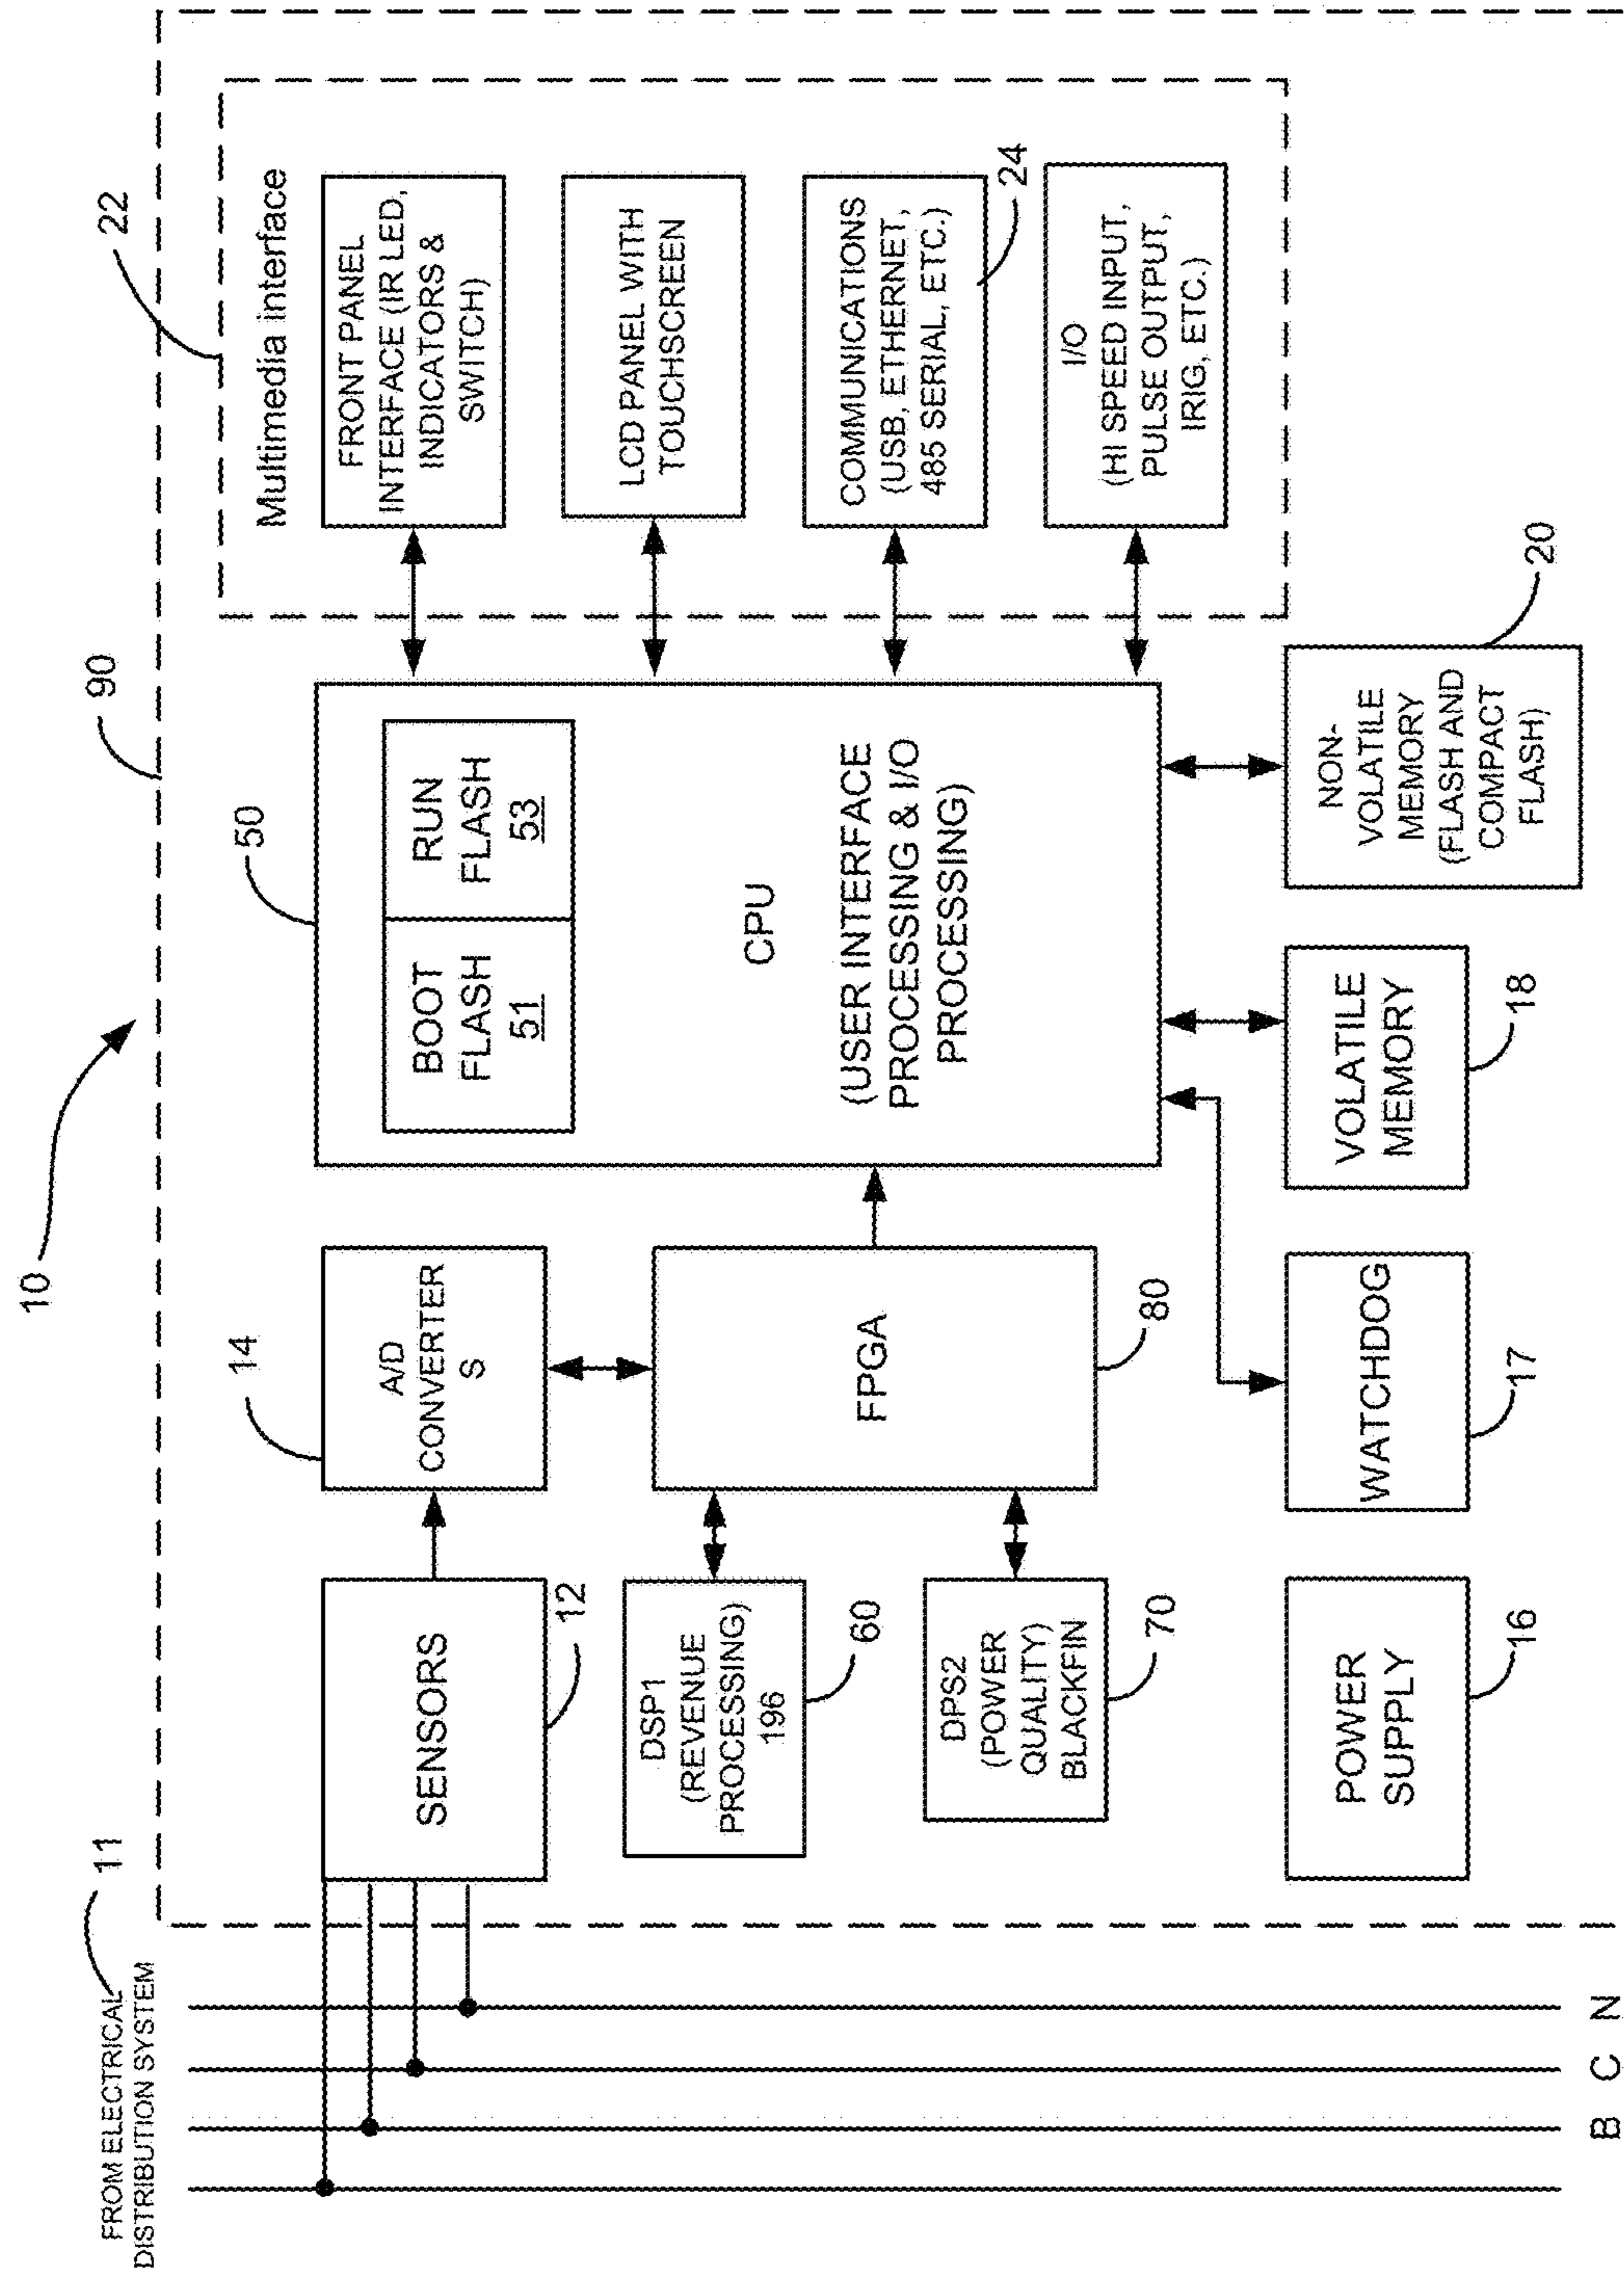 10
90
22
FROM ELECTRICAL
DISTRIBUTION SYSTEM
11
Multimedia interface
SENSORS
12
A/D
CONVERTER
S
14
50
BOOT
FLASH
51
RUN
FLASH
53
CPU
(USER INTERFACE
PROCESSING & I/O
PROCESSING)
FRONT PANEL
INTERFACE (IR LED,
INDICATORS &
SWITCH)
LCD PANEL WITH
TOUCHSCREEN
COMMUNICATIONS
(USB, ETHERNET,
485 SERIAL, ETC.)
24
I/O
(HI SPEED INPUT,
PULSE OUTPUT,
IRIG, ETC.)
DSP1
(REVENUE
PROCESSING)
196
60
FPGA
80
DPS2
(POWER
QUALITY)
BLACKFIN
70
POWER
SUPPLY
16
WATCHDOG
17
VOLATILE
MEMORY
18
NON-
VOLATILE
MEMORY
(FLASH AND
COMPACT
FLASH)
20
B C N